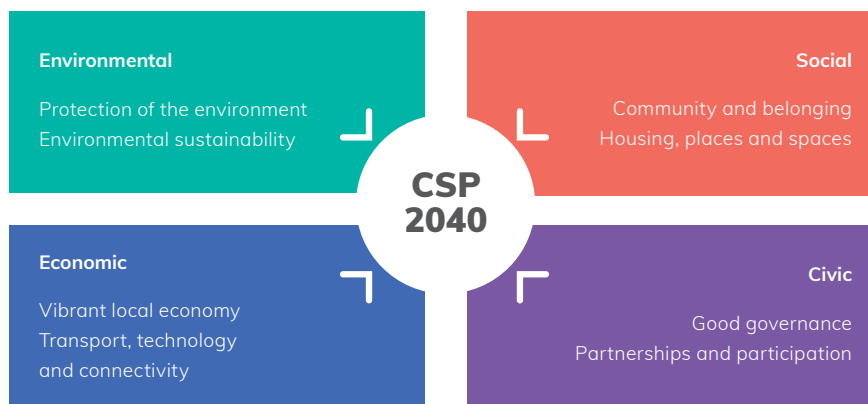 Environmental
Protection of the environment
Environmental sustainability
Social
Community and belonging
Housing, places and spaces
CSP
2040
Economic
Vibrant local economy
Transport, technology
and connectivity
Civic
Good governance
Partnerships and participation